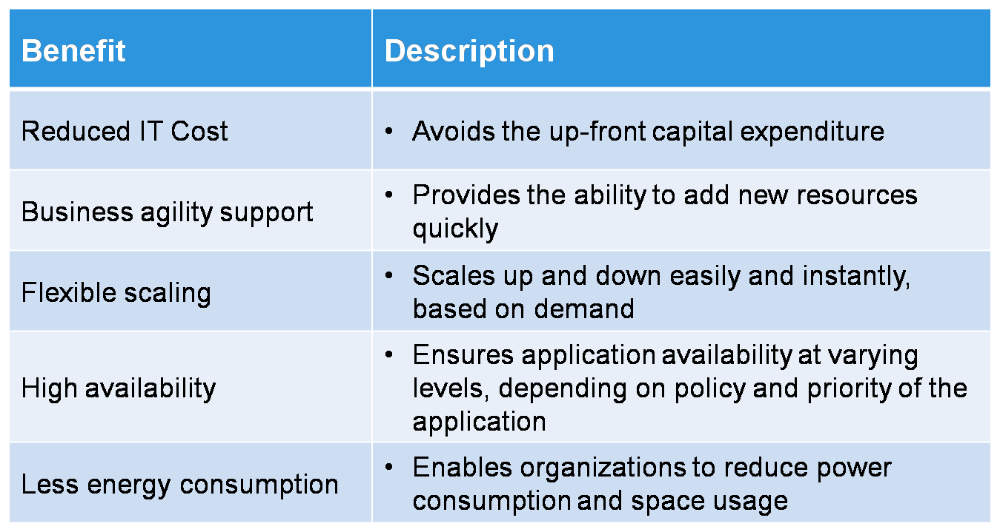 Benefit
Description
Reduced IT Cost
• Avoids the up-front capital expenditure
Business agility support
• Provides the ability to add new resources
quickly
Flexible scaling
• Scales up and down easily and instantly,
based on demand
High availability
• Ensures application availability at varying
levels, depending on policy and priority of the
application
Less energy consumption
• Enables organizations to reduce power
consumption and space usage